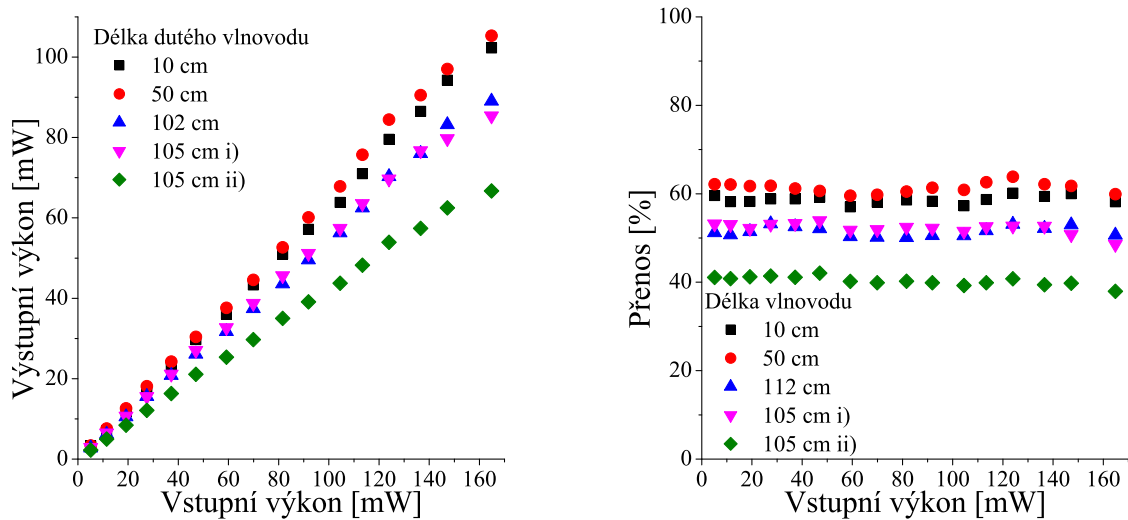 Délka dutého vlnovodu
10 cm
50 cm
102 cm
105 cm i)
105 cm ii)
Výstupní výkon [mW]
100
80
60
40
20
0
0 20 40 60 80 100 120 140 160
Vstupní výkon [mW]
Přenos [%]
100
80
60
40
20
0
Délka vlnovodu
10 cm
50 cm
112 cm
105 cm i)
105 cm ii)
0 20 40 60 80 100 120 140 160
Vstupní výkon [mW]